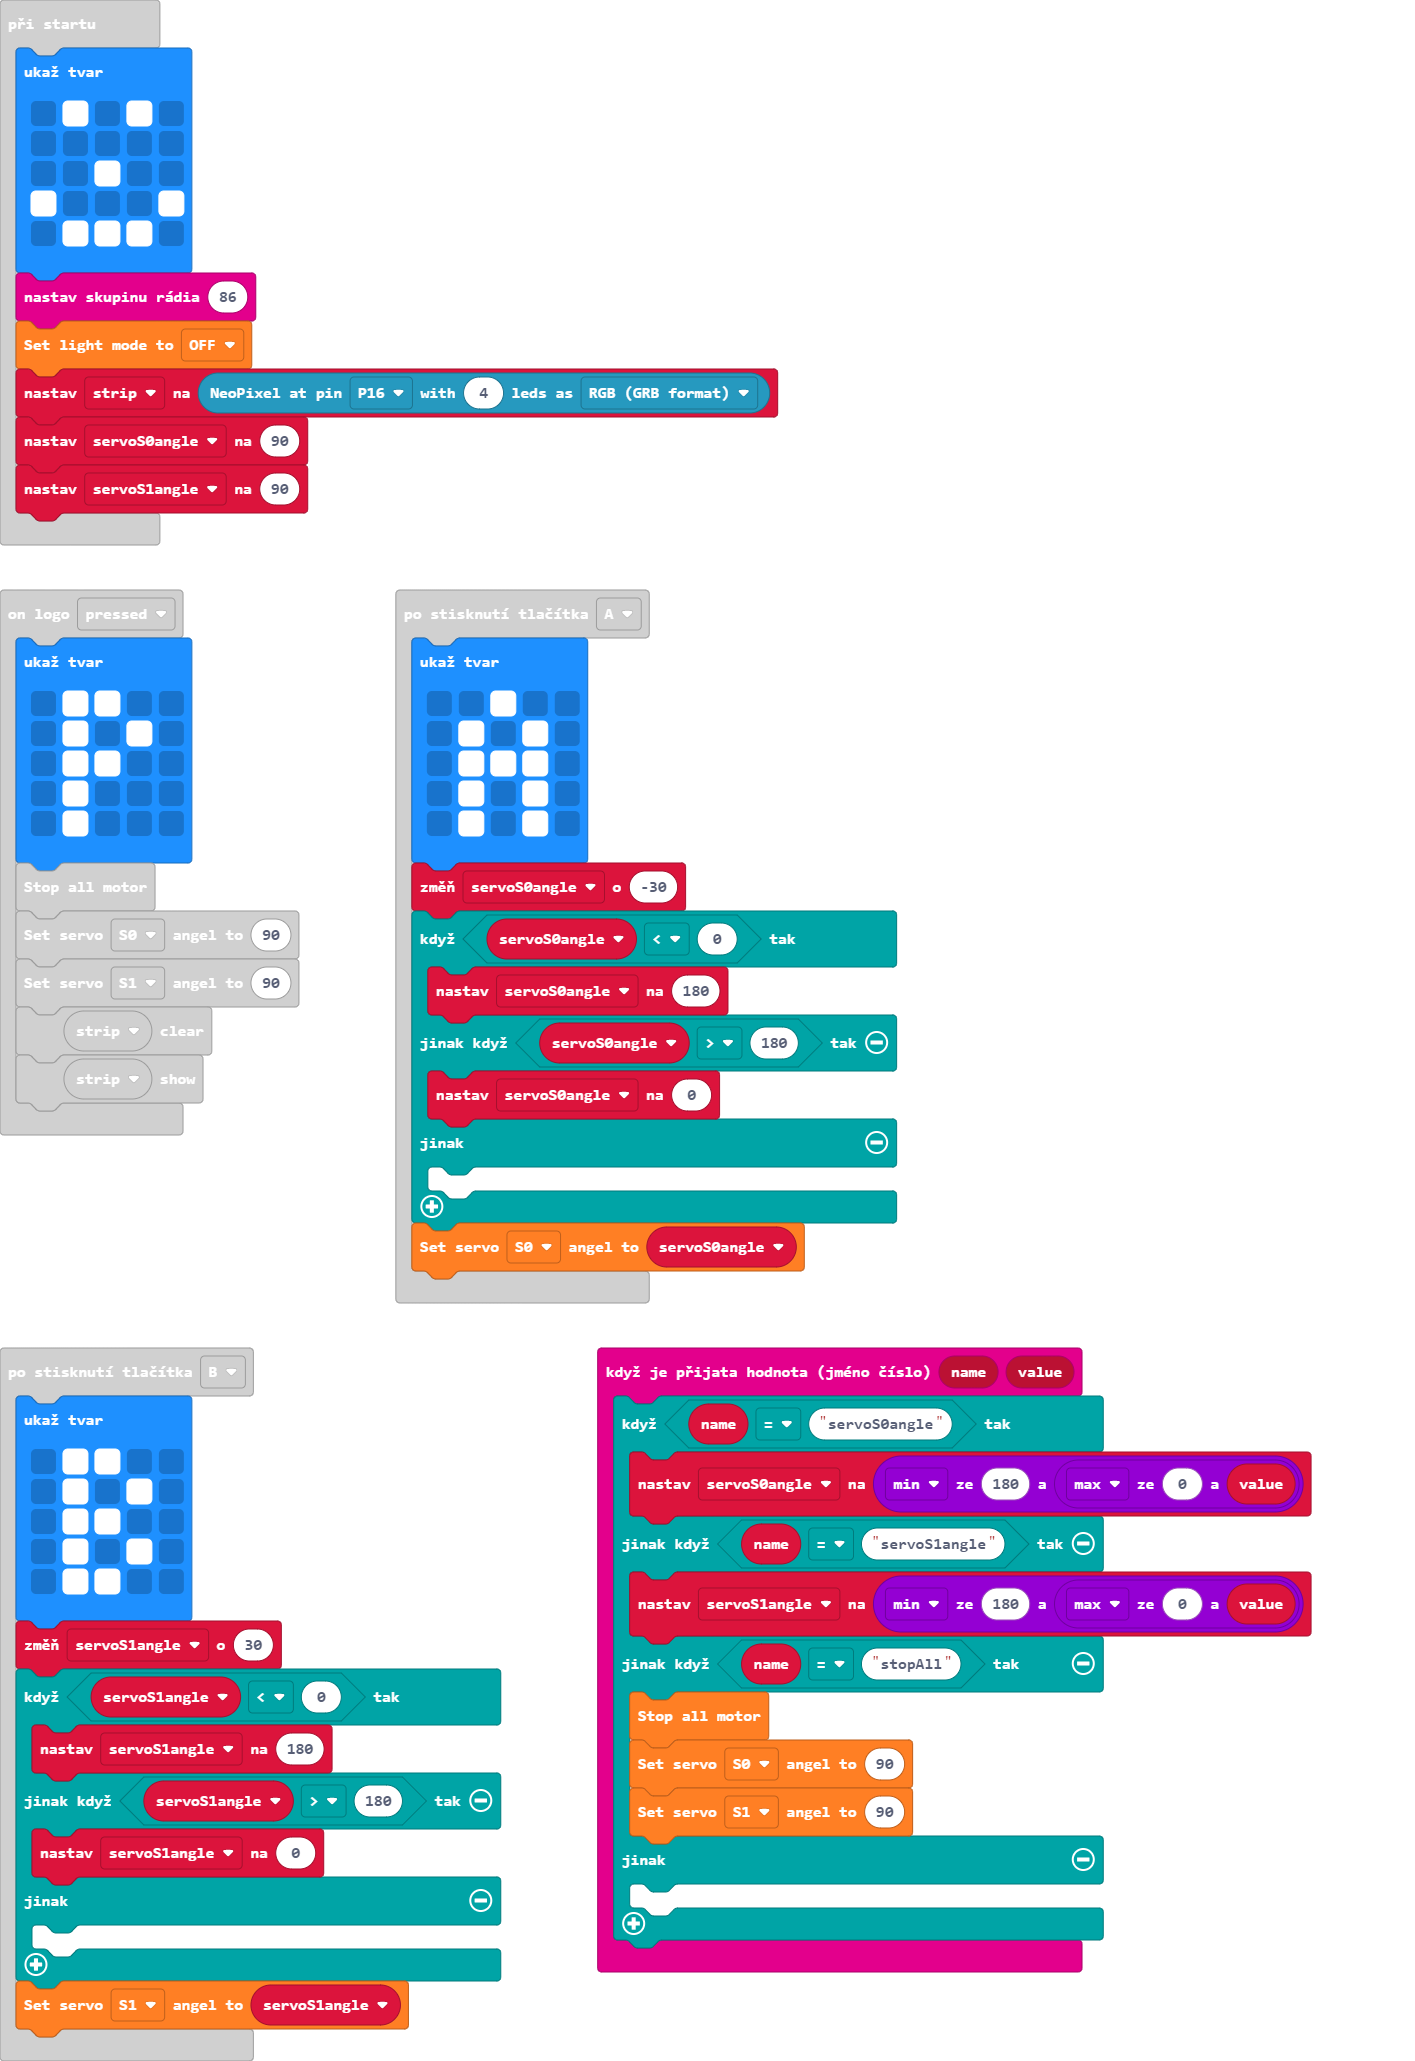 při startu
ukaž tvar
nastav skupinu rádia 86
Set light mode to OFF
nastav strip na NeoPixel at pin P16 with 4 leds as RGB (GRB format)
nastav servoS0angle na 90
nastav servoS1angle na 90
on logo pressed
ukaž tvar
Stop all motor
Set servo S0 angel to 90
Set servo S1 angel to 90
strip clear
strip show
po stisknutí tlačítka A
ukaž tvar
změň servoS0angle o -30
když servoS0angle < 0 tak
nastav servoS0angle na 180
jinak když servoS0angle > 180 tak
nastav servoS0angle na 0
jinak
Set servo S0 angel to servoS0angle
po stisknutí tlačítka B
ukaž tvar
změň servoS1angle o 30
když servoS1angle < 0 tak
nastav servoS1angle na 180
jinak když servoS1angle > 180 tak
nastav servoS1angle na 0
jinak
Set servo S1 angel to servoS1angle
když je přijata hodnota (jméno číslo) name value
když name = "servoS0angle" tak
nastav servoS0angle na min ze 180 a max ze 0 a value
jinak když name = "servoS1angle" tak
nastav servoS1angle na min ze 180 a max ze 0 a value
jinak když name = "stopAll" tak
Stop all motor
Set servo S0 angel to 90
Set servo S1 angel to 90
jinak